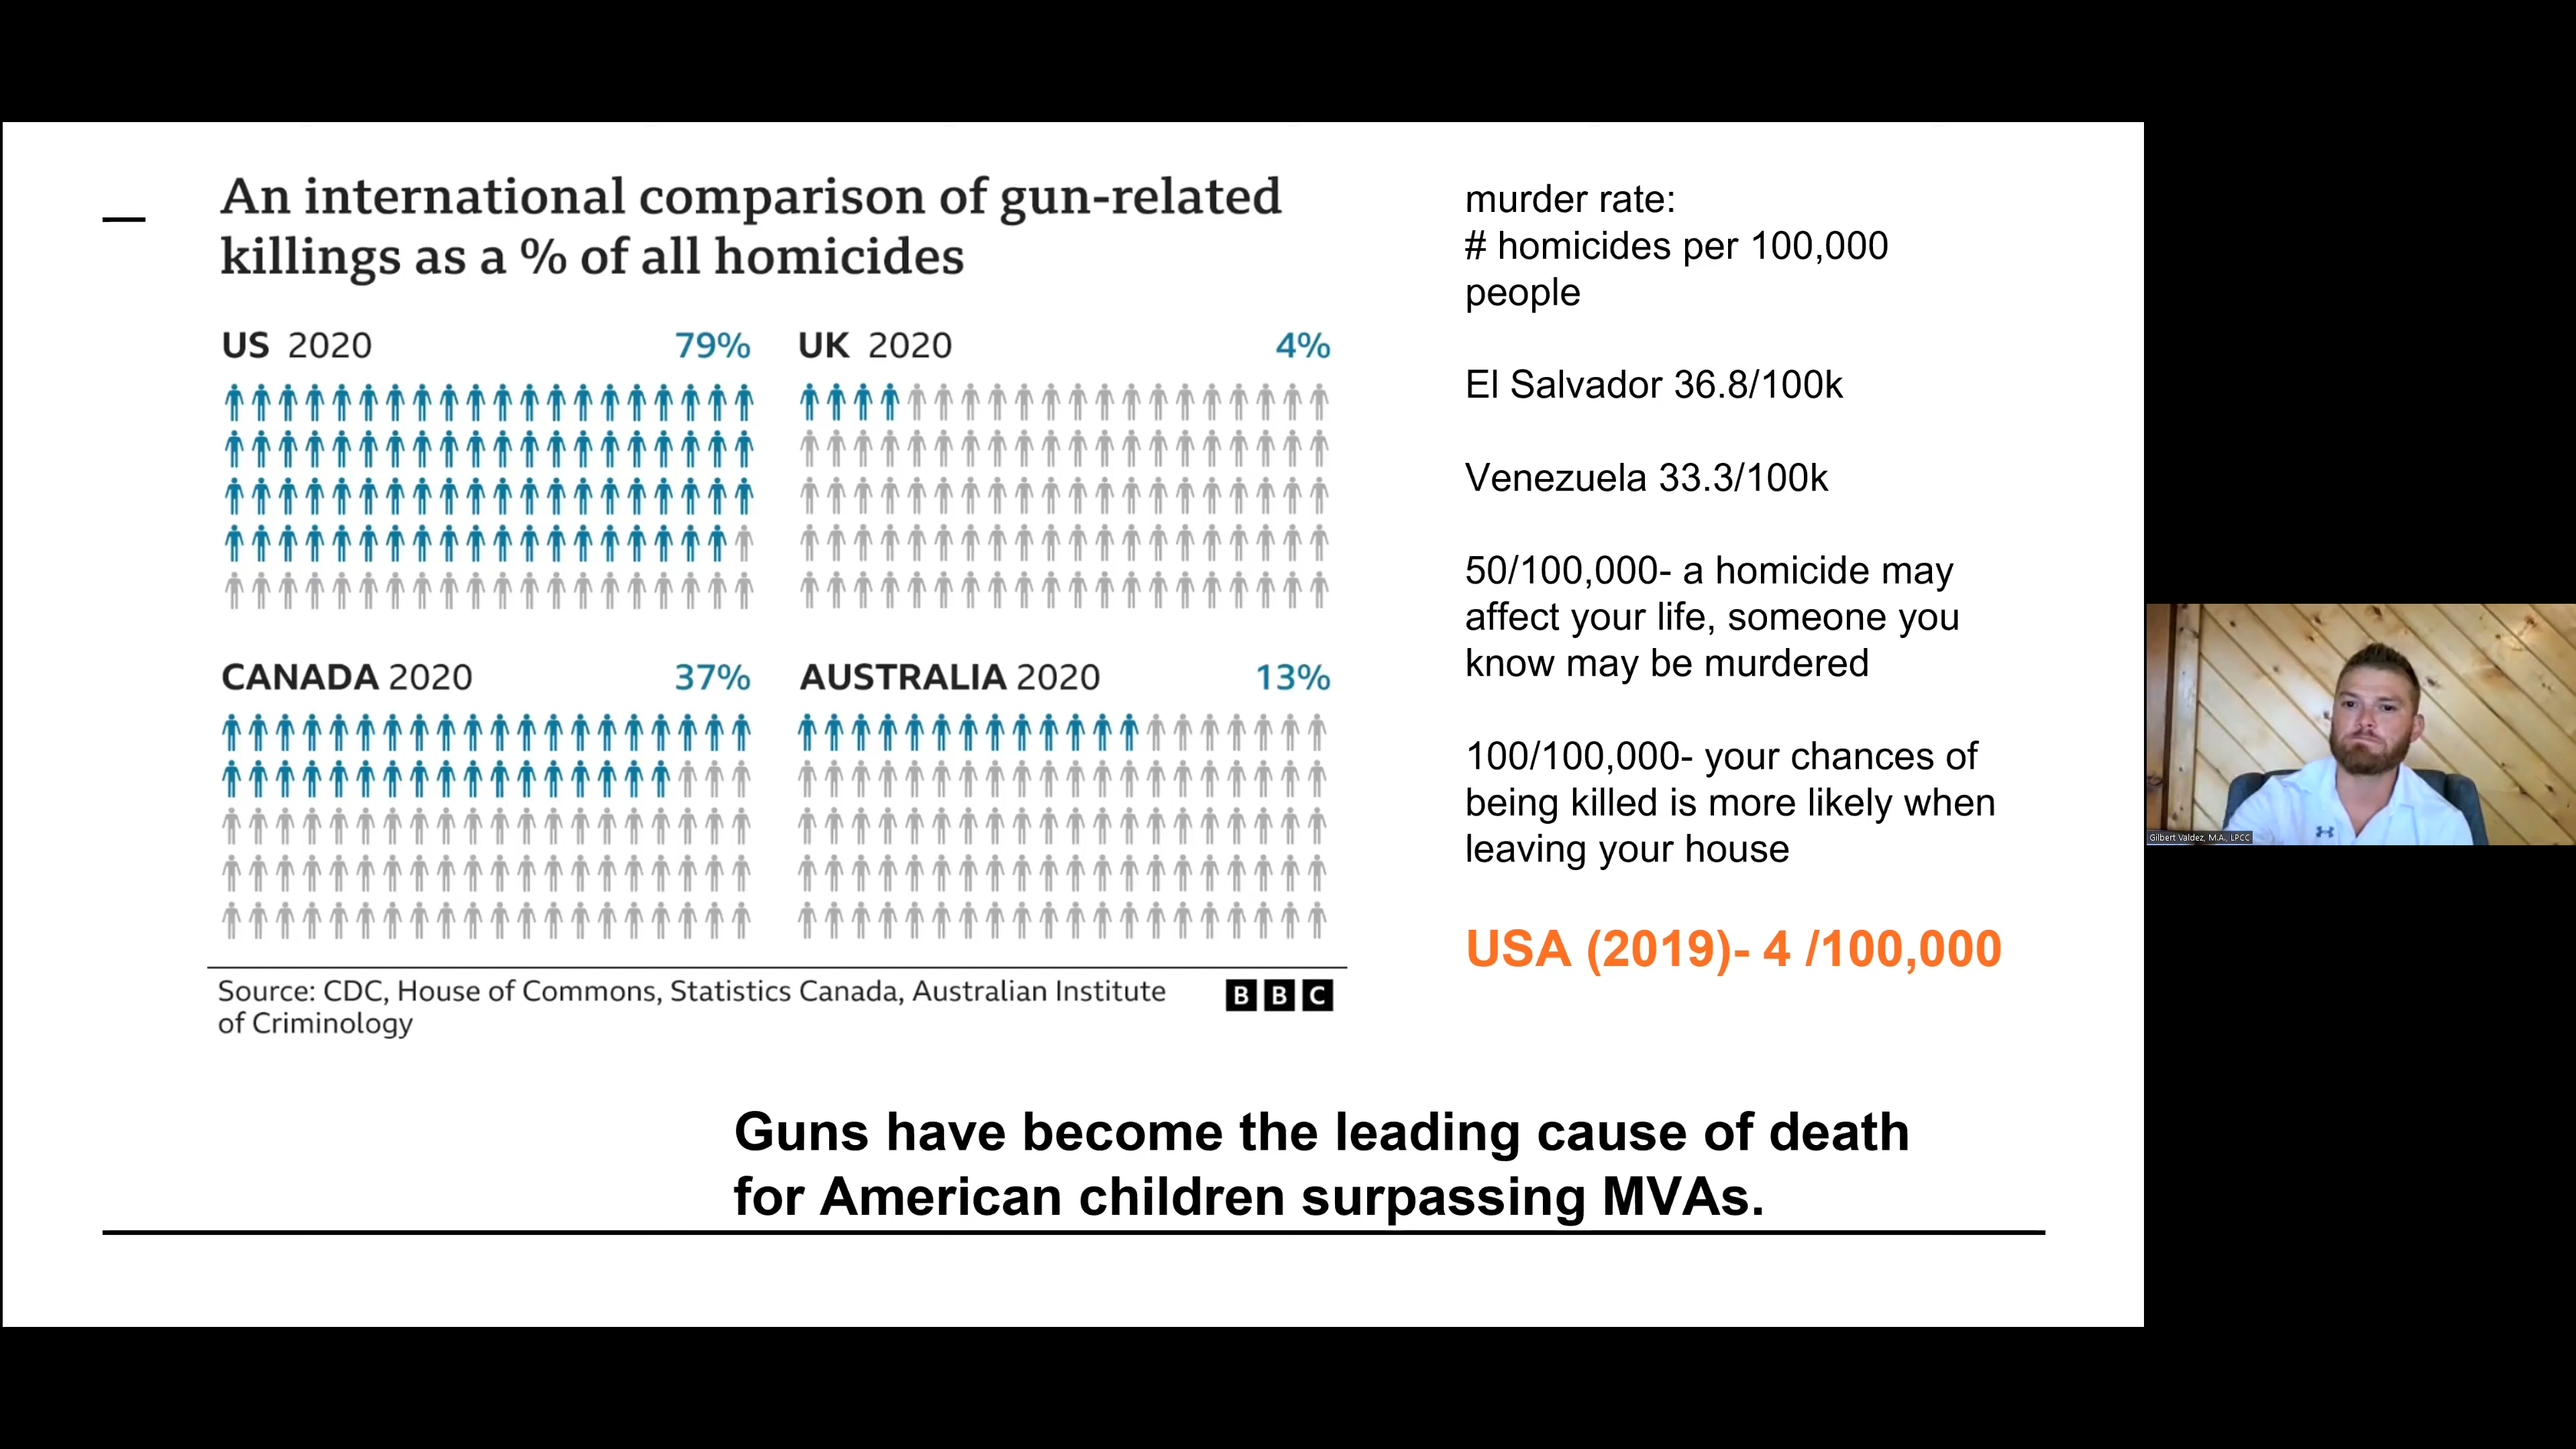 An international comparison of gun-related
killings as a % of all homicides
US 2020 79%
UK 2020 4%
CANADA 2020 37%
AUSTRALIA 2020 13%
Source: CDC, House of Commons, Statistics Canada, Australian Institute
of Criminology
BBC
murder rate:
# homicides per 100,000
people
El Salvador 36.8/100k
Venezuela 33.3/100k
50/100,000- a homicide may
affect your life, someone you
know may be murdered
100/100,000- your chances of
being killed is more likely when
leaving your house
USA (2019)- 4 /100,000
Guns have become the leading cause of death
for American children surpassing MVAs.
Gilbert Valdez, M.A., LPCC